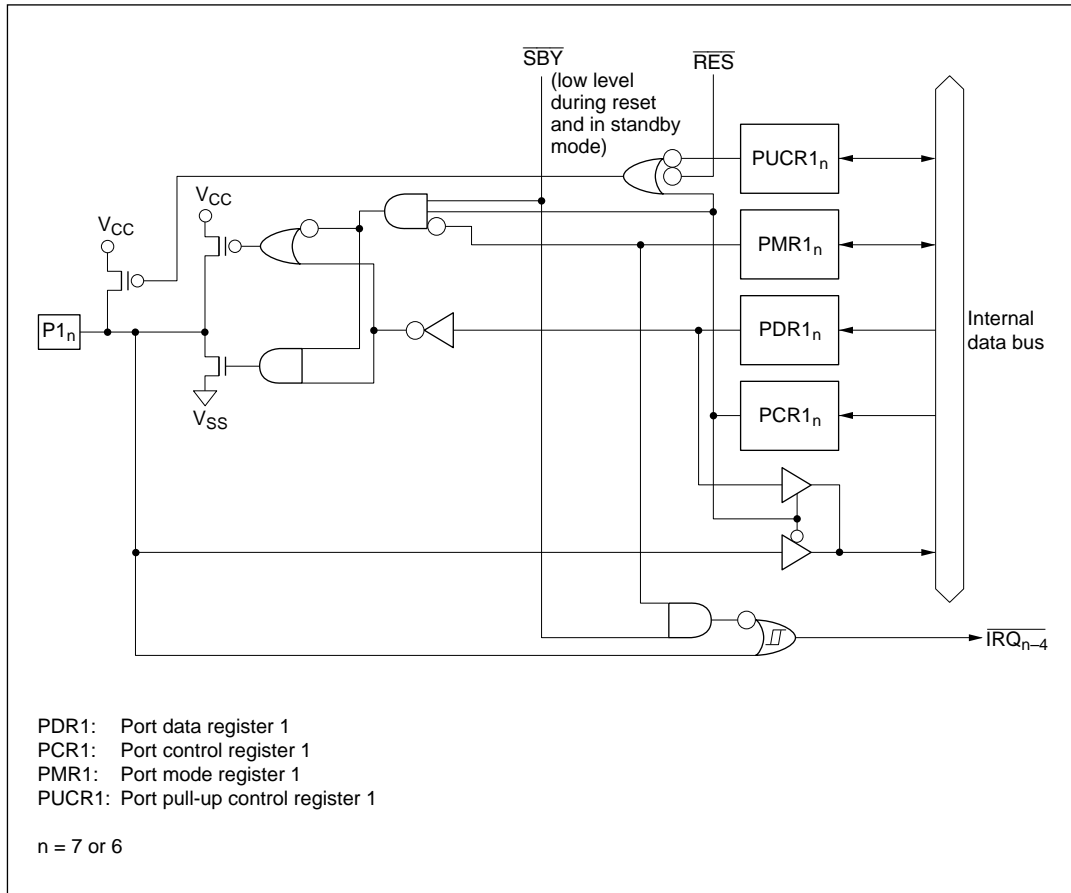 SBY
(low level
during reset
and in standby
mode)
RES
PUCR1n
VCC
VCC
PMR1n
P1n
PDR1n
Internal
data bus
VSS
PCR1n
IRQn–4
PDR1: Port data register 1
PCR1: Port control register 1
PMR1: Port mode register 1
PUCR1: Port pull-up control register 1
n = 7 or 6